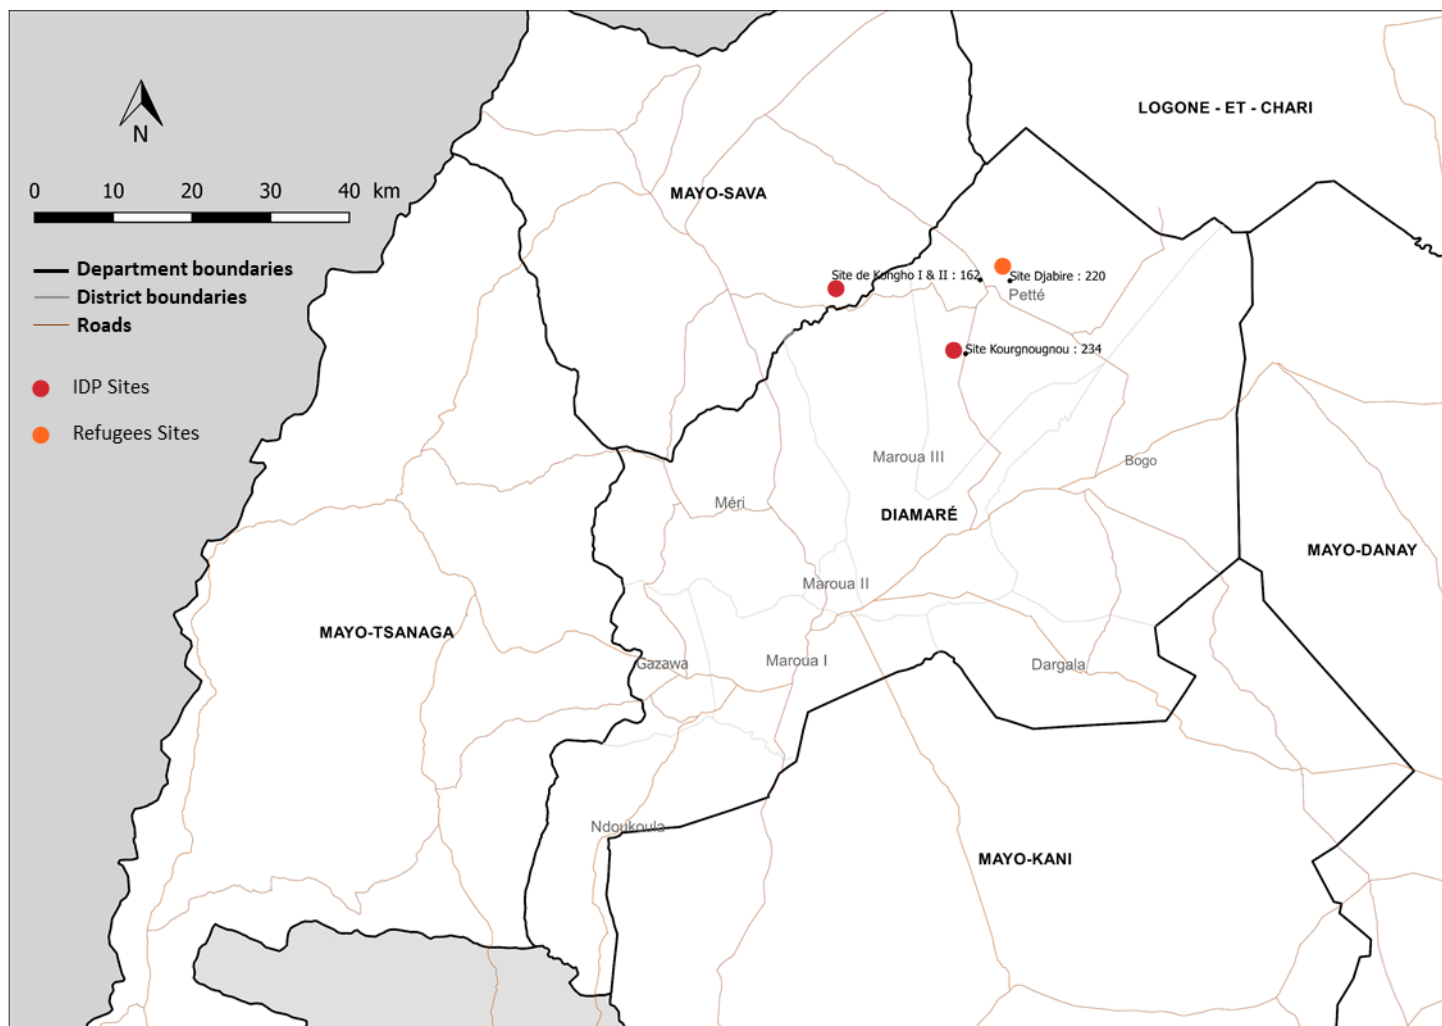 LOGONE - ET - CHARI
N
0 10 20 30 40 km
MAYO-SAVA
Department boundaries
District boundaries
Roads
Site de Kongho I & II : 162
Site Djabire : 220
Petté
Site Kourgnougnou : 234
IDP Sites
Refugees Sites
Maroua III
Bogo
Méri
DIAMARÉ
MAYO-DANAY
Maroua II
MAYO-TSANAGA
Gazawa
Maroua I
Dargala
Ndoukoula
MAYO-KANI